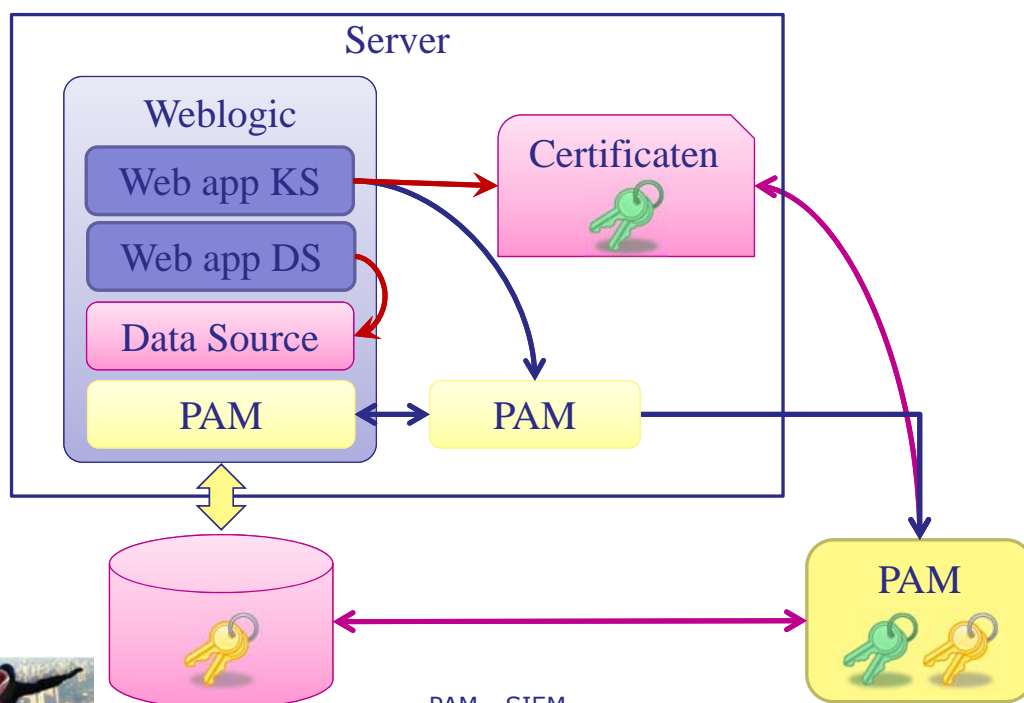 Server
Weblogic
Certificaten
Web app KS
Web app DS
Data Source
PAM
PAM
PAM